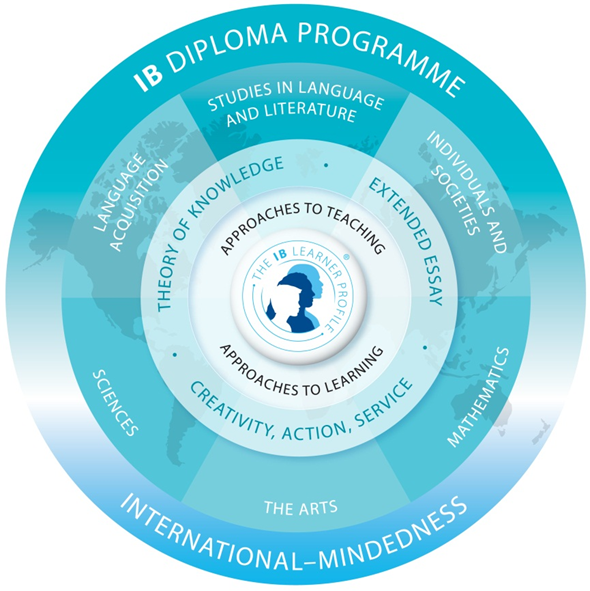 IB DIPLOMA PROGRAMME
STUDIES IN LANGUAGE
AND LITERATURE
LANGUAGE
ACQUISITION
INDIVIDUALS AND
SOCIETIES
THEORY OF KNOWLEDGE
EXTENDED ESSAY
APPROACHES TO TEACHING
• THE IB LEARNER PROFILE • ®
APPROACHES TO LEARNING
CREATIVITY, ACTION, SERVICE
SCIENCES
MATHEMATICS
THE ARTS
INTERNATIONAL–MINDEDNESS